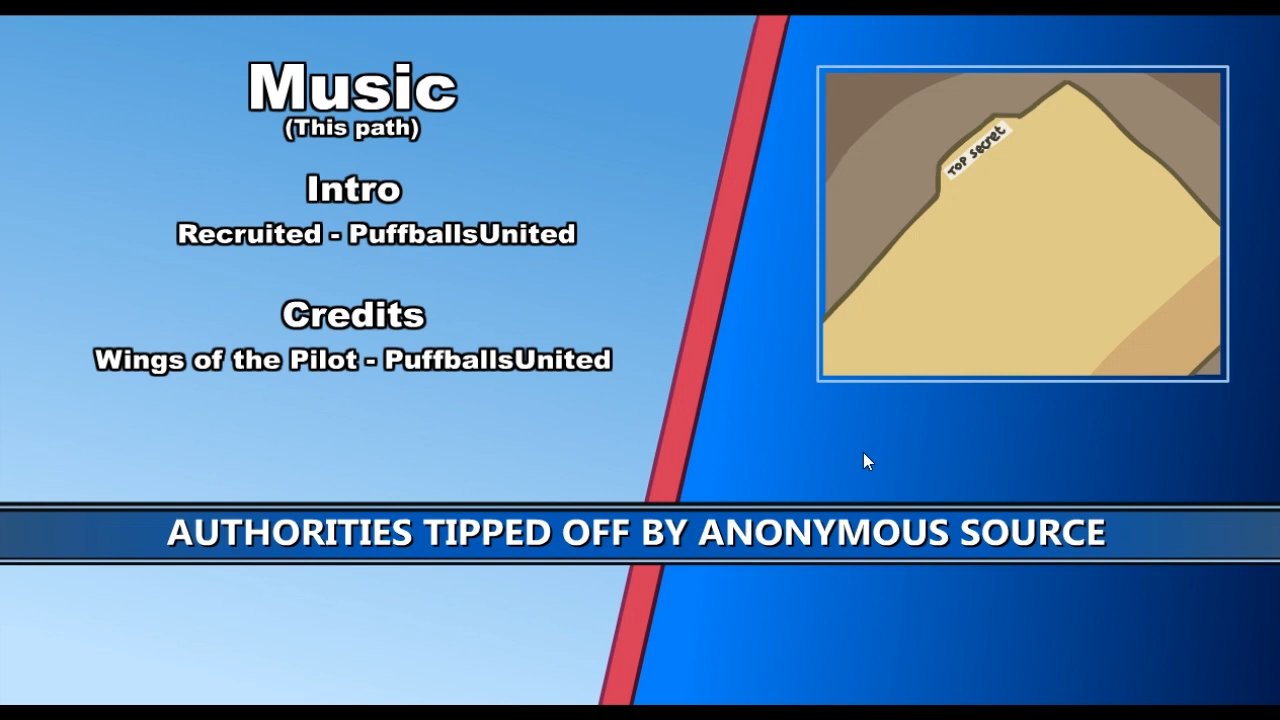 Music
(This path)
Intro
Recruited - PuffballsUnited
Credits
Wings of the Pilot - PuffballsUnited
TOP SECRET
AUTHORITIES TIPPED OFF BY ANONYMOUS SOURCE